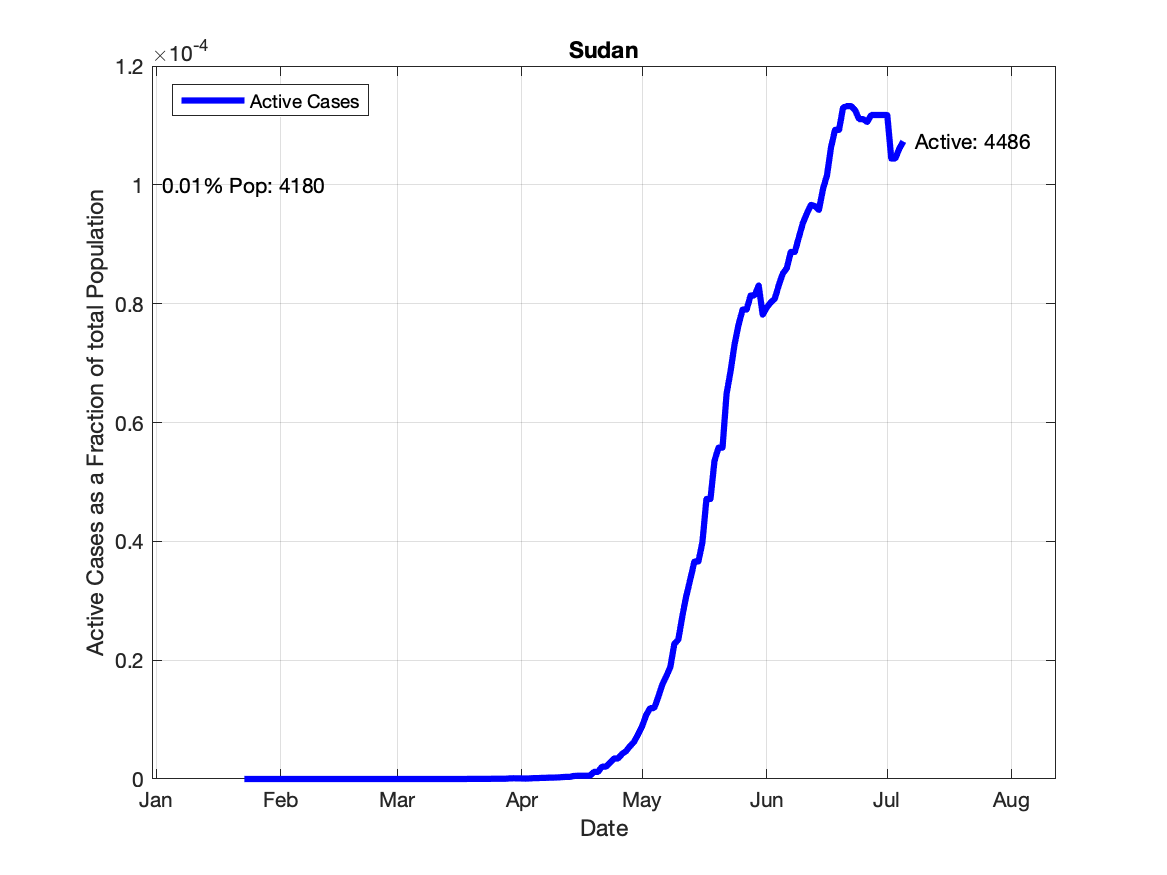 Sudan
×10-4
1.2
1
0.8
0.6
0.4
0.2
0
Active Cases as a Fraction of total Population
Active Cases
0.01% Pop: 4180
Active: 4486
Jan Feb Mar Apr May Jun Jul Aug
Date